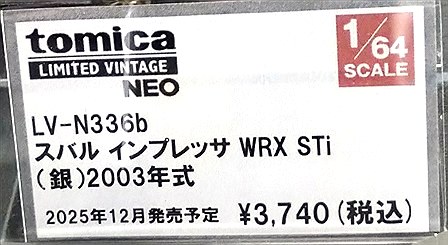 tomica
LIMITED VINTAGE
NEO
1/64
SCALE
LV-N336b
スバル インプレッサ WRX STi
(銀)2003年式
2025年12月発売予定 ¥3,740(税込)